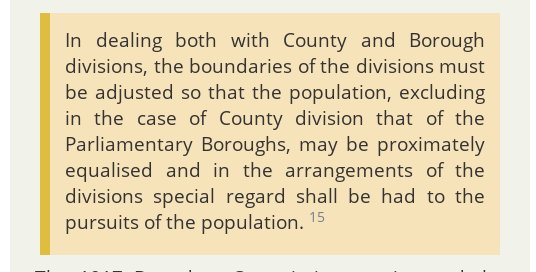 In dealing both with County and Borough
divisions, the boundaries of the divisions must
be adjusted so that the population, excluding
in the case of County division that of the
Parliamentary Boroughs, may be proximately
equalised and in the arrangements of the
divisions special regard shall be had to the
pursuits of the population. 15